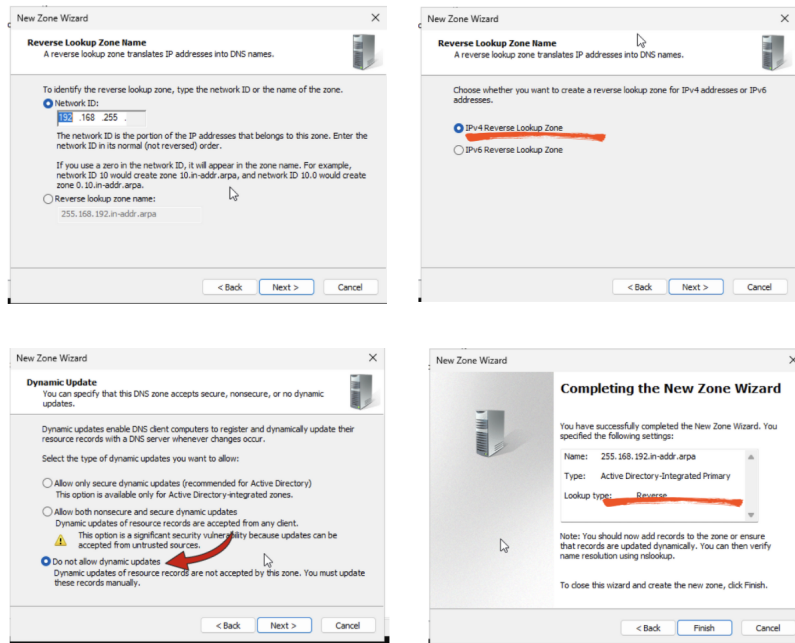 New Zone Wizard
Reverse Lookup Zone Name
A reverse lookup zone translates IP addresses into DNS names.
To identify the reverse lookup zone, type the network ID or the name of the zone.
Network ID:
192 .168 .255 .
The network ID is the portion of the IP addresses that belongs to this zone. Enter the
network ID in its normal (not reversed) order.
If you use a zero in the network ID, it will appear in the zone name. For example,
network ID 10 would create zone 10.in-addr.arpa, and network ID 10.0 would create
zone 0.10.in-addr.arpa.
Reverse lookup zone name:
255.168.192.in-addr.arpa
< Back Next > Cancel
New Zone Wizard
Reverse Lookup Zone Name
A reverse lookup zone translates IP addresses into DNS names.
Choose whether you want to create a reverse lookup zone for IPv4 addresses or IPv6
addresses.
IPv4 Reverse Lookup Zone
IPv6 Reverse Lookup Zone
< Back Next > Cancel
New Zone Wizard
Dynamic Update
You can specify that this DNS zone accepts secure, nonsecure, or no dynamic
updates.
Dynamic updates enable DNS client computers to register and dynamically update their
resource records with a DNS server whenever changes occur.
Select the type of dynamic updates you want to allow:
Allow only secure dynamic updates (recommended for Active Directory)
This option is available only for Active Directory-integrated zones.
Allow both nonsecure and secure dynamic updates
Dynamic updates of resource records are accepted from any client.
This option is a significant security vulnerability because updates can be
accepted from untrusted sources.
Do not allow dynamic updates
Dynamic updates of resource records are not accepted by this zone. You must update
these records manually.
< Back Next > Cancel
New Zone Wizard
Completing the New Zone Wizard
You have successfully completed the New Zone Wizard. You
specified the following settings:
Name: 255.168.192.in-addr.arpa
Type: Active Directory-Integrated Primary
Lookup type: Reverse
Note: You should now add records to the zone or ensure
that records are updated dynamically. You can then verify
name resolution using nslookup.
To close this wizard and create the new zone, click Finish.
< Back Finish Cancel